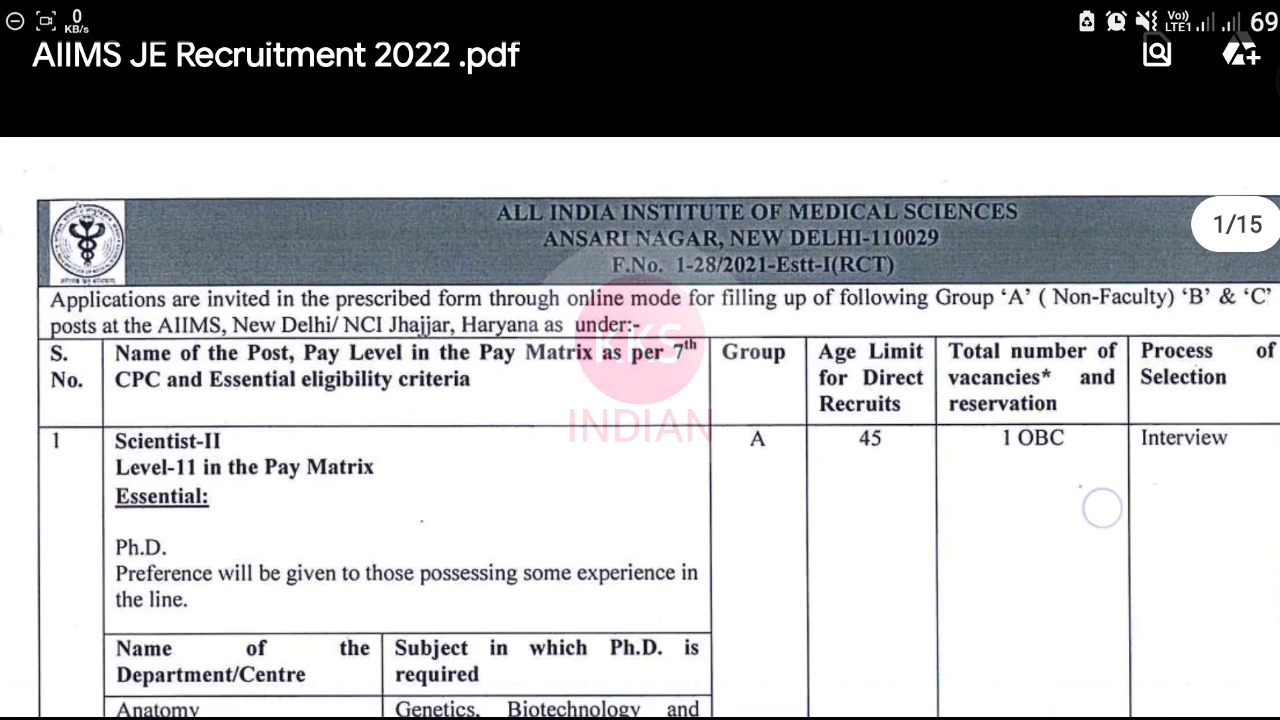 0
KB/s
Vo))
LTE1
69
AIIMS JE Recruitment 2022 .pdf
ALL INDIA INSTITUTE OF MEDICAL SCIENCES
ANSARI NAGAR, NEW DELHI-110029
F.No. 1-28/2021-Estt-I(RCT)
1/15
Applications are invited in the prescribed form through online mode for filling up of following Group ‘A’ ( Non-Faculty) ‘B’ & ‘C’
posts at the AIIMS, New Delhi/ NCI Jhajjar, Haryana as under:-
KKS
INDIAN
S. No.
Name of the Post, Pay Level in the Pay Matrix as per 7th
CPC and Essential eligibility criteria
Group
Age Limit
for Direct
Recruits
Total number of
vacancies* and
reservation
Process of
Selection
1
Scientist-II
Level-11 in the Pay Matrix
Essential:
Ph.D.
Preference will be given to those possessing some experience in
the line.
A
45
1 OBC
Interview
Name of the
Department/Centre
Subject in which Ph.D. is
required
Anatomy
Genetics, Biotechnology and